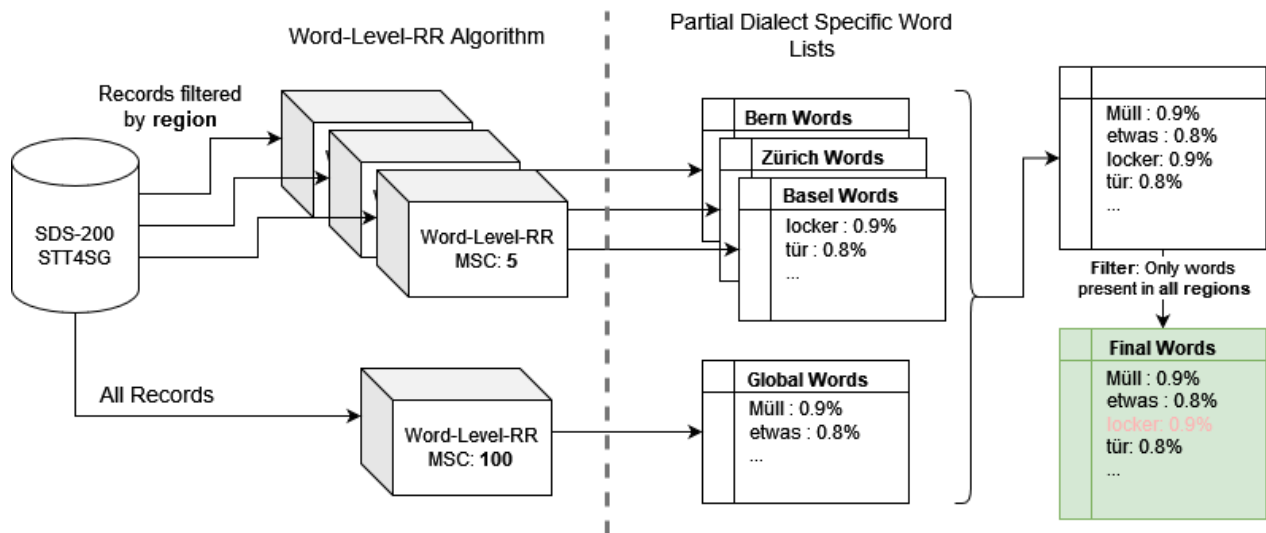 Word-Level-RR Algorithm
Partial Dialect Specific Word
Lists
Records filtered
by region
SDS-200
STT4SG
Word-Level-RR
MSC: 5
Bern Words
Zürich Words
Basel Words
locker : 0.9%
tür : 0.8%
...
Müll : 0.9%
etwas : 0.8%
locker: 0.9%
tür: 0.8%
...
Filter: Only words
present in all regions
All Records
Word-Level-RR
MSC: 100
Global Words
Müll : 0.9%
etwas : 0.8%
...
Final Words
Müll : 0.9%
etwas : 0.8%
locker: 0.9%
tür: 0.8%
...